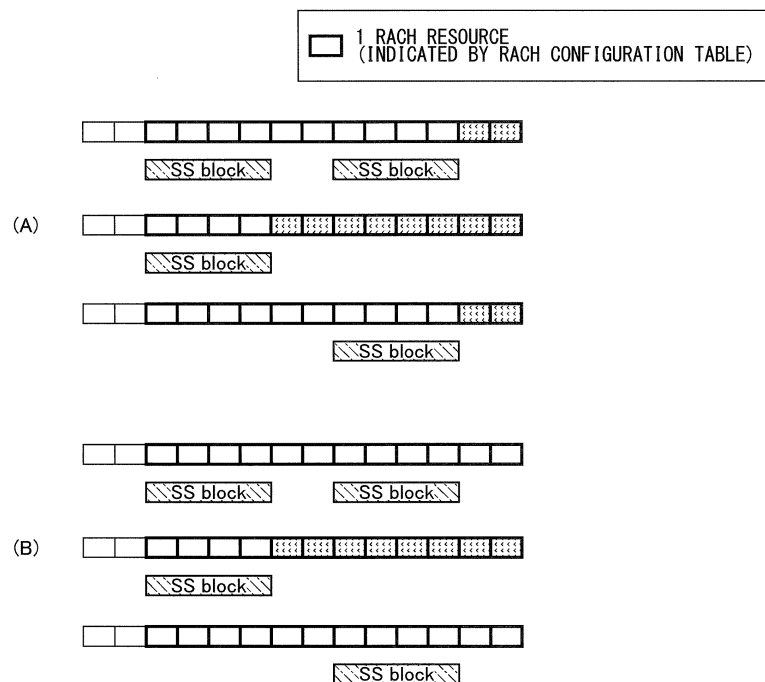 1 RACH RESOURCE
(INDICATED BY RACH CONFIGURATION TABLE)
SS block SS block
(A)
SS block
SS block
SS block SS block
(B)
SS block
SS block